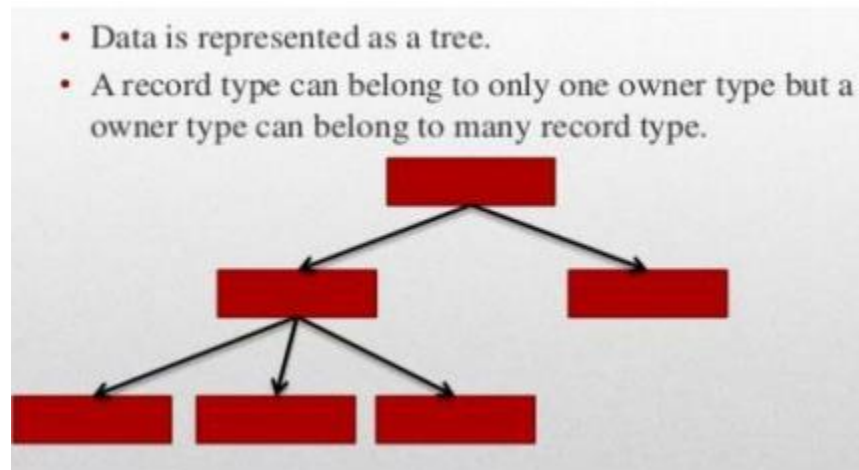 • Data is represented as a tree.
• A record type can belong to only one owner type but a
owner type can belong to many record type.